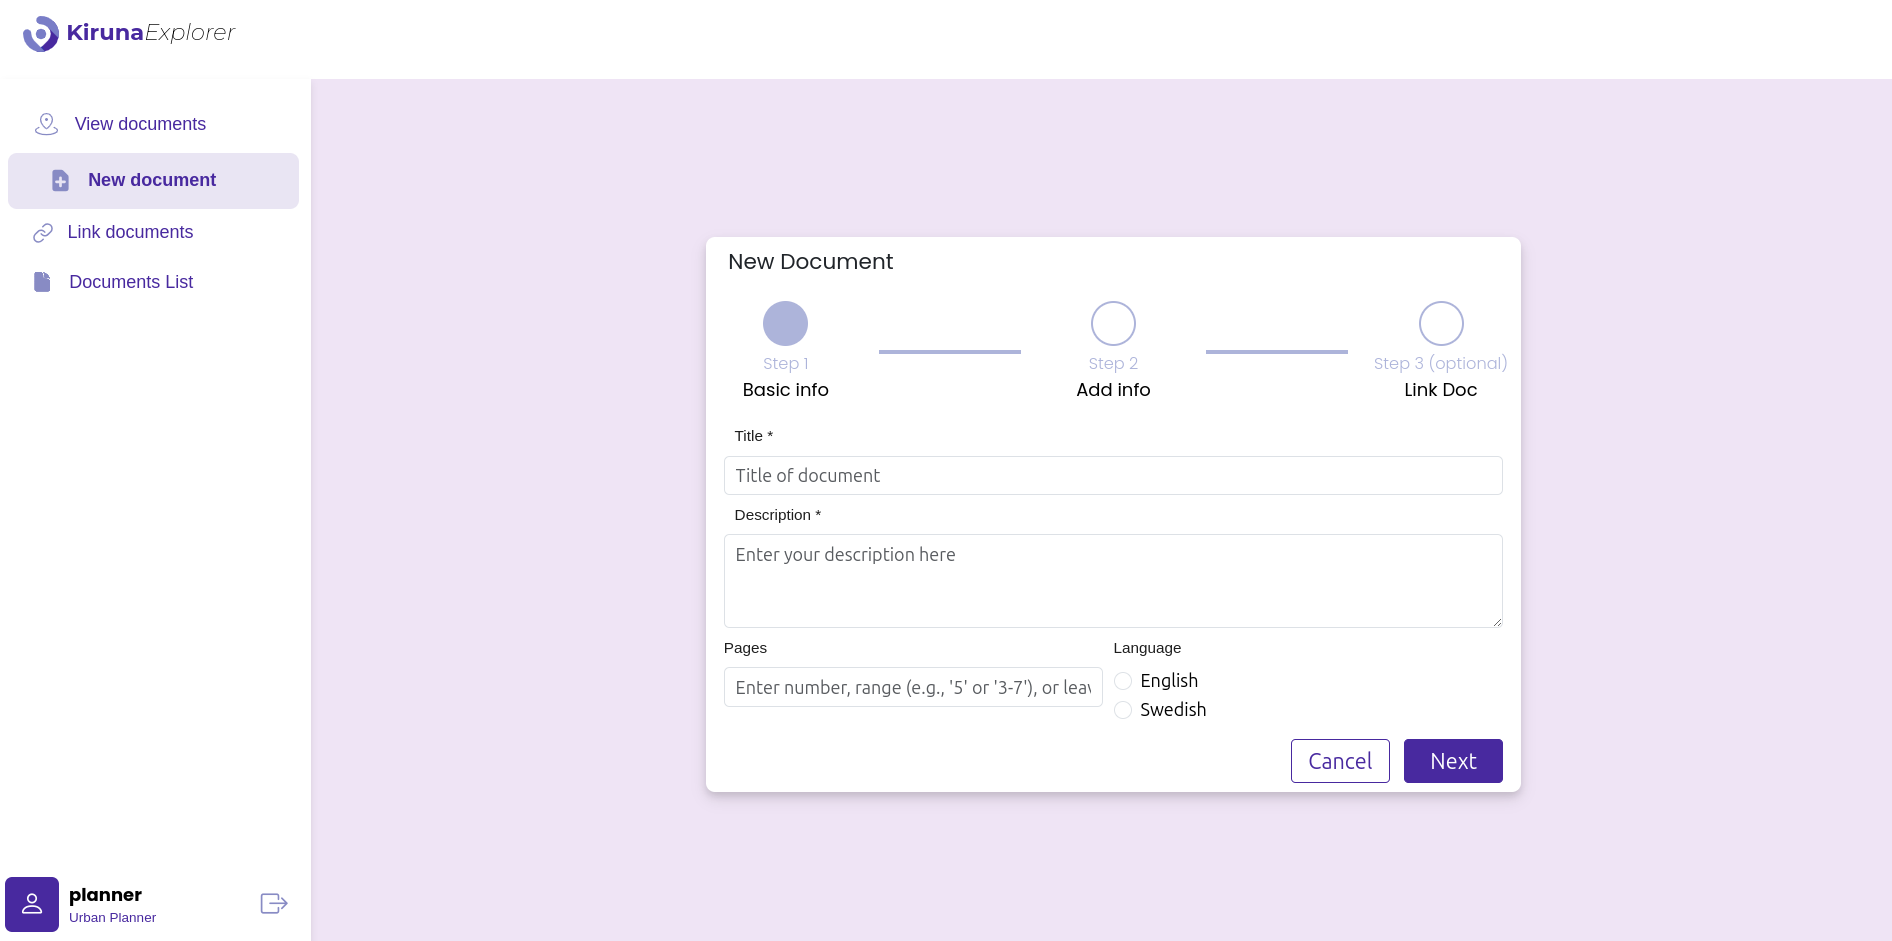 KirunaExplorer
View documents
New document
Link documents
Documents List
New Document
Step 1
Basic info
Step 2
Add info
Step 3 (optional)
Link Doc
Title *
Title of document
Description *
Enter your description here
Pages
Enter number, range (e.g., '5' or '3-7'), or
Language
English
Swedish
Cancel
Next
planner
Urban Planner